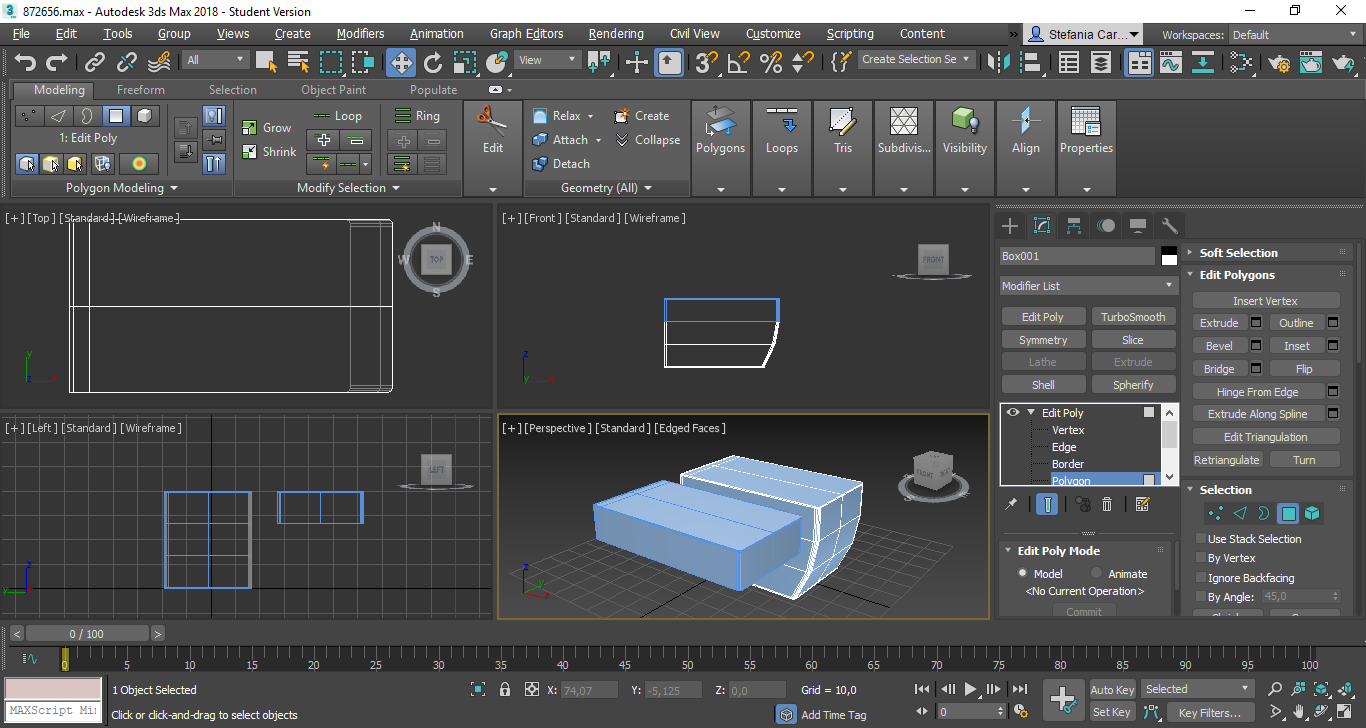 872656.max - Autodesk 3ds Max 2018 - Student Version
File Edit Tools Group Views Create Modifiers Animation Graph Editors Rendering Civil View Customize Scripting Content » Stefania Car... Workspaces: Default
All View Create Selection Se
Modeling Freeform Selection Object Paint Populate
1: Edit Poly
Grow
Shrink
Loop
Ring
Edit
Relax
Create
Attach
Collapse
Detach
Polygons Loops Tris Subdivis... Visibility Align Properties
Polygon Modeling Modify Selection Geometry (All)
[+] [Top] [Standard] [Wireframe]
N
W TOP E
S
y
z x
[+] [Front] [Standard] [Wireframe]
FRONT
z
y x
[+] [Left] [Standard] [Wireframe]
LEFT
z
y
[+] [Perspective] [Standard] [Edged Faces]
FRONT
z
y
x
Box001
Modifier List
Edit Poly TurboSmooth
Symmetry Slice
Lathe Extrude
Shell Spherify
Edit Poly
Vertex
Edge
Border
Polygon
Edit Poly Mode
Model Animate
<No Current Operation>
Commit
Soft Selection
Edit Polygons
Insert Vertex
Extrude Outline
Bevel Inset
Bridge Flip
Hinge From Edge
Extrude Along Spline
Edit Triangulation
Retriangulate Turn
Selection
Use Stack Selection
By Vertex
Ignore Backfacing
By Angle: 45,0
< 0 / 100 >
0 5 10 15 20 25 30 35 40 45 50 55 60 65 70 75 80 85 90 95 100
1 Object Selected X: 74,07 Y: -5,125 Z: 0,0 Grid = 10,0 Auto Key Selected
MAXScript Mi Click or click-and-drag to select objects Add Time Tag 0 Set Key Key Filters...